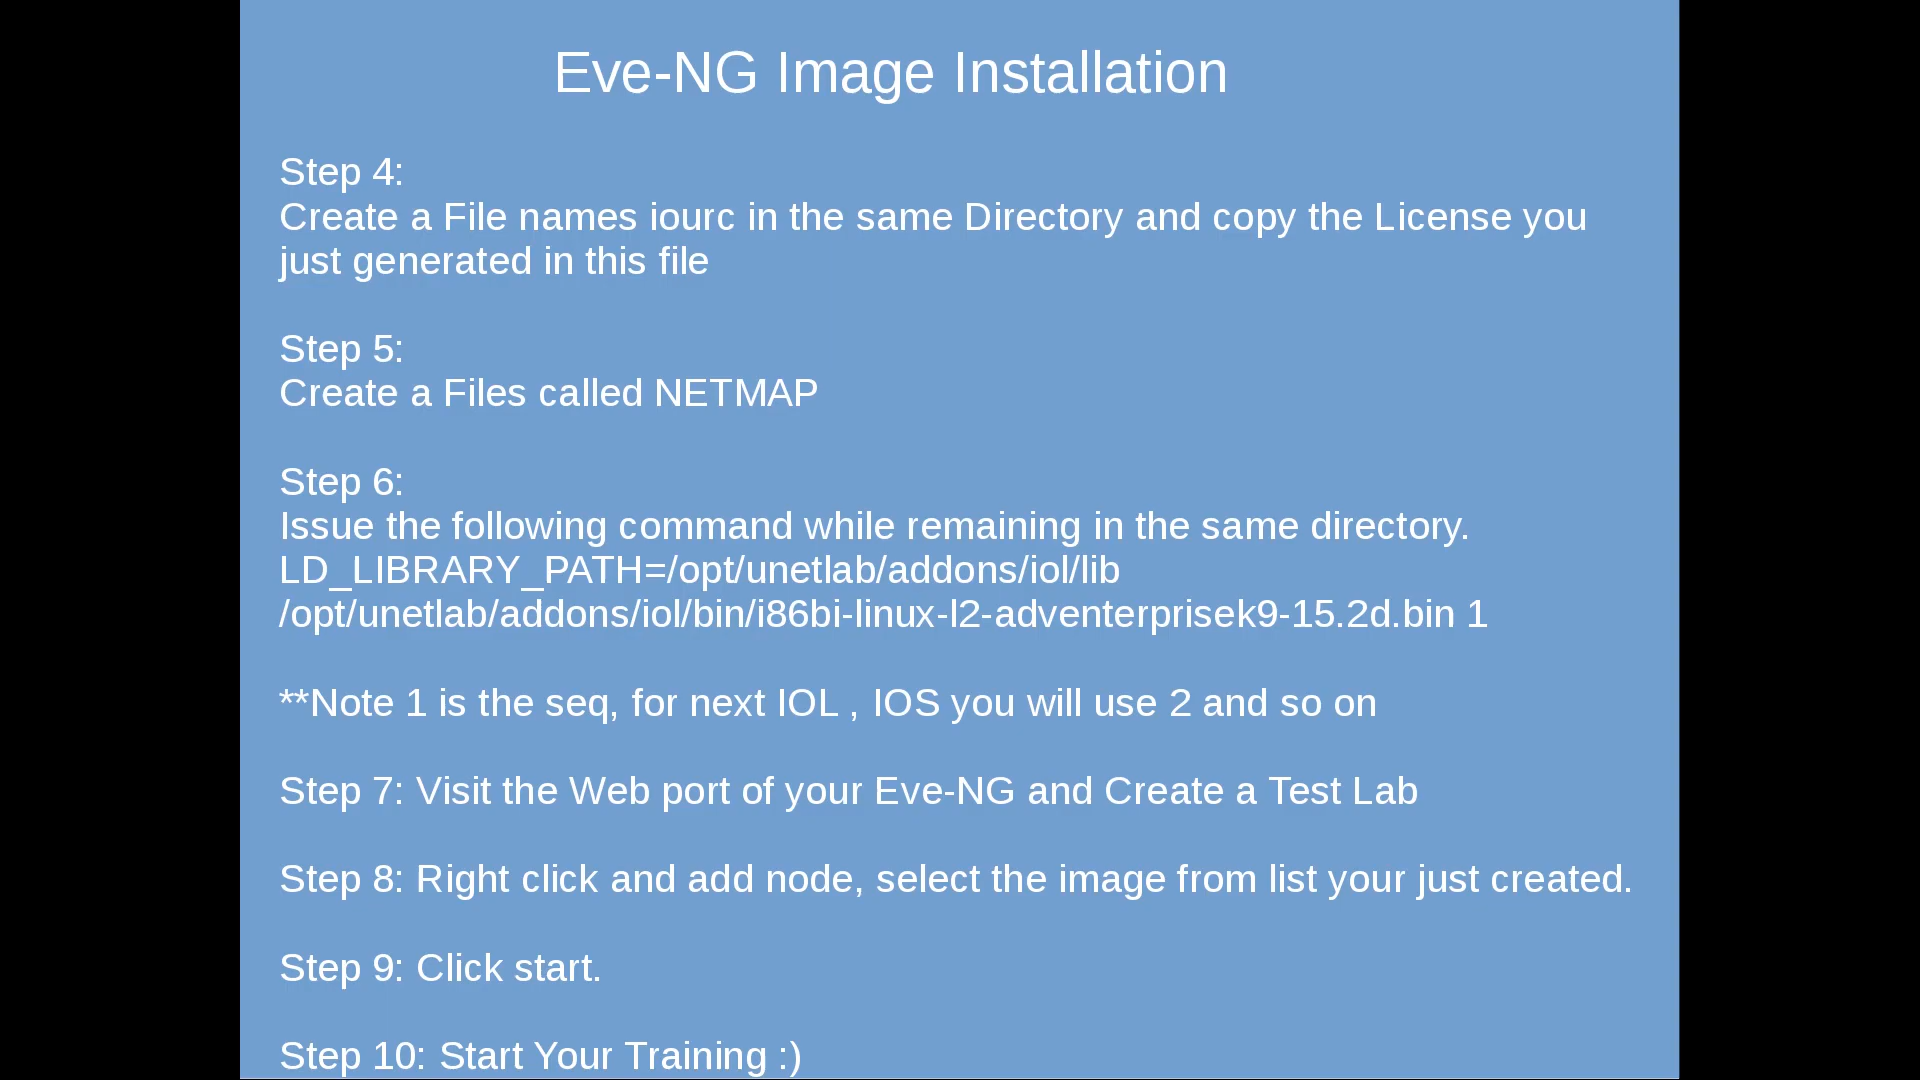 Eve-NG Image Installation
Step 4:
Create a File names iourc in the same Directory and copy the License you
just generated in this file
Step 5:
Create a Files called NETMAP
Step 6:
Issue the following command while remaining in the same directory.
LD_LIBRARY_PATH=/opt/unetlab/addons/iol/lib
/opt/unetlab/addons/iol/bin/i86bi-linux-l2-adventerprisek9-15.2d.bin 1
**Note 1 is the seq, for next IOL , IOS you will use 2 and so on
Step 7: Visit the Web port of your Eve-NG and Create a Test Lab
Step 8: Right click and add node, select the image from list your just created.
Step 9: Click start.
Step 10: Start Your Training :)